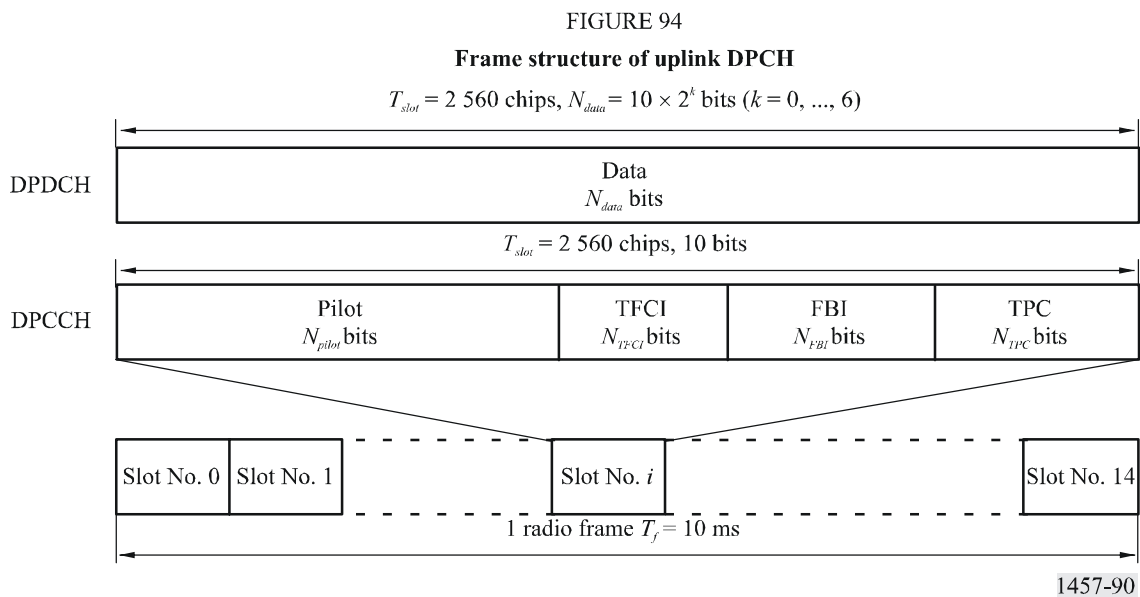 FIGURE 94
Frame structure of uplink DPCH
T_slot = 2 560 chips, N_data = 10 × 2^k bits (k = 0, ..., 6)
DPDCH
Data
N_data bits
T_slot = 2 560 chips, 10 bits
DPCCH
Pilot
N_pilot bits
TFCI
N_TFCI bits
FBI
N_FBI bits
TPC
N_TPC bits
Slot No. 0
Slot No. 1
Slot No. i
Slot No. 14
1 radio frame T_f = 10 ms
1457-90